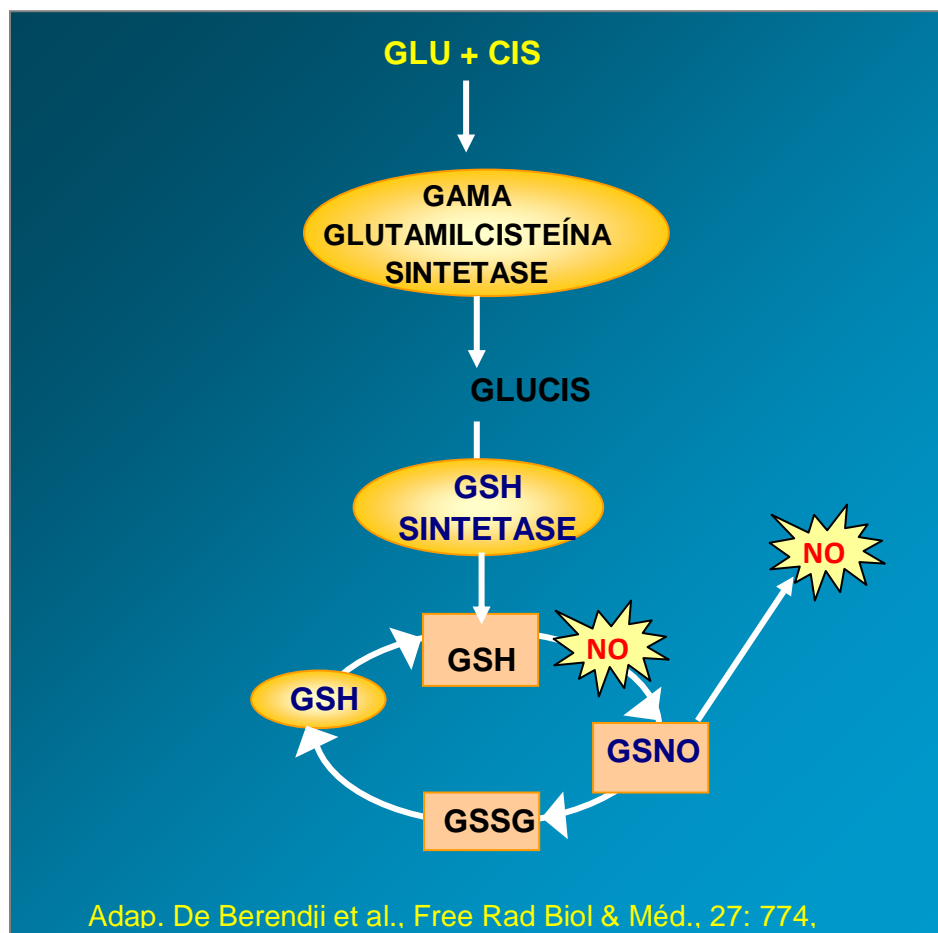 GLU + CIS
GAMA
GLUTAMILCISTEÍNA
SINTETASE
GLUCIS
GSH
SINTETASE
NO
GSH
NO
GSH
GSNO
GSSG
Adap. De Berendji et al., Free Rad Biol & Méd., 27: 774,